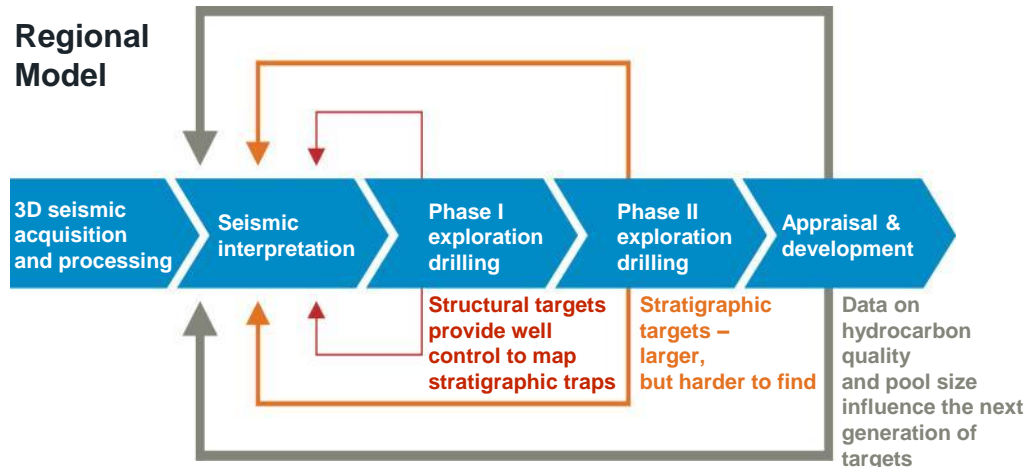 Regional
Model
3D seismic
acquisition
and processing
Seismic
interpretation
Phase I
exploration
drilling
Phase II
exploration
drilling
Appraisal &
development
Structural targets
provide well
control to map
stratigraphic traps
Stratigraphic
targets –
larger,
but harder to find
Data on
hydrocarbon
quality
and pool size
influence the next
generation of
targets